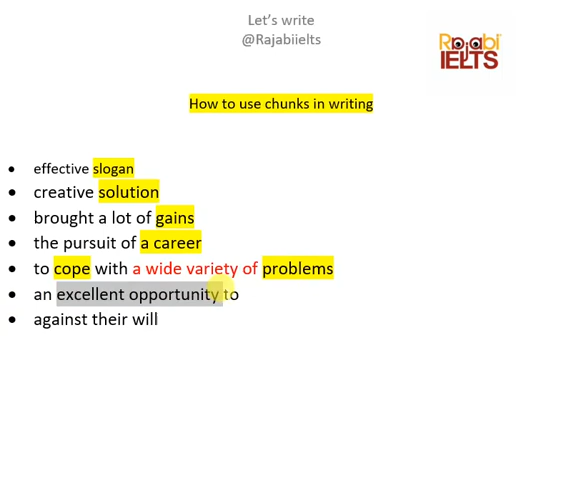 Let's write
@Rajabiielts
Rajabi
IELTS
How to use chunks in writing
effective slogan
creative solution
brought a lot of gains
the pursuit of a career
to cope with a wide variety of problems
an excellent opportunity to
against their will